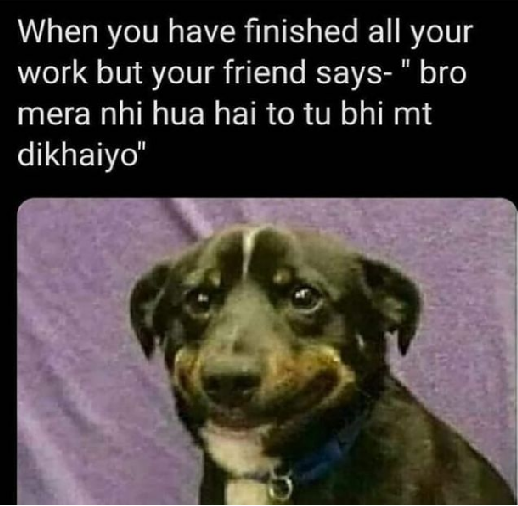 When you have finished all your
work but your friend says- " bro
mera nhi hua hai to tu bhi mt
dikhaiyo"